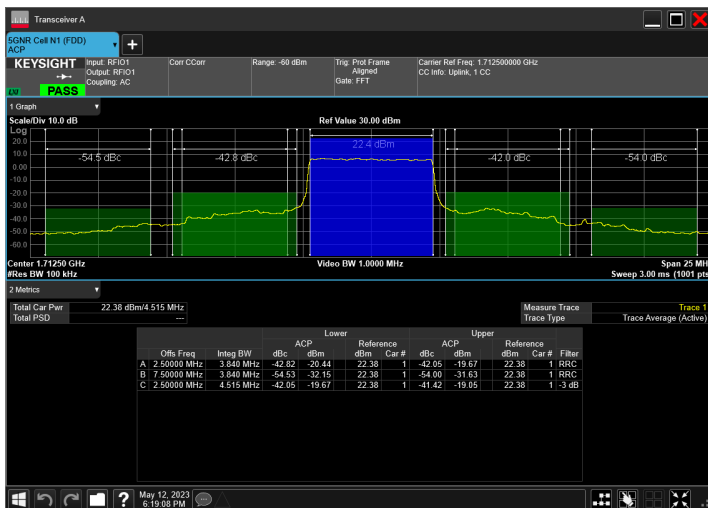 Transceiver A
5GNR Cell N1 (FDD)
ACP
KEYSIGHT
LXI
PASS
Input: RFIO1
Output: RFIO1
Coupling: AC
Corr CCorr
Range: -60 dBm
Trig: Prot Frame
Aligned
Gate: FFT
Carrier Ref Freq: 1.712500000 GHz
CC Info: Uplink, 1 CC
1 Graph
Scale/Div 10.0 dB
Ref Value 30.00 dBm
Log
20.0
10.0
0.00
-10.0
-20.0
-30.0
-40.0
-50.0
-60.0
-54.5 dBc
-42.8 dBc
22.4 dBm
-42.0 dBc
-54.0 dBc
Center 1.71250 GHz
#Res BW 100 kHz
Video BW 1.0000 MHz
Span 25 MH
Sweep 3.00 ms (1001 pts
2 Metrics
Total Car Pwr 22.38 dBm/4.515 MHz
Total PSD ---
Measure Trace Trace 1
Trace Type Trace Average (Active)
Lower Upper
ACP Reference ACP Reference
Offs Freq Integ BW dBc dBm dBm Car # dBc dBm dBm Car # Filter
A 2.50000 MHz 3.840 MHz -42.82 -20.44 22.38 1 -42.05 -19.67 22.38 1 RRC
B 7.50000 MHz 3.840 MHz -54.53 -32.15 22.38 1 -54.00 -31.63 22.38 1 RRC
C 2.50000 MHz 4.515 MHz -42.05 -19.67 22.38 1 -41.42 -19.05 22.38 1 -3 dB
?
May 12, 2023
6:19:08 PM